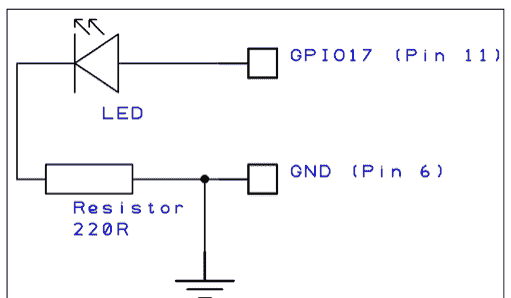 GPIO17 (Pin 11)
LED
GND (Pin 6)
Resistor
220R